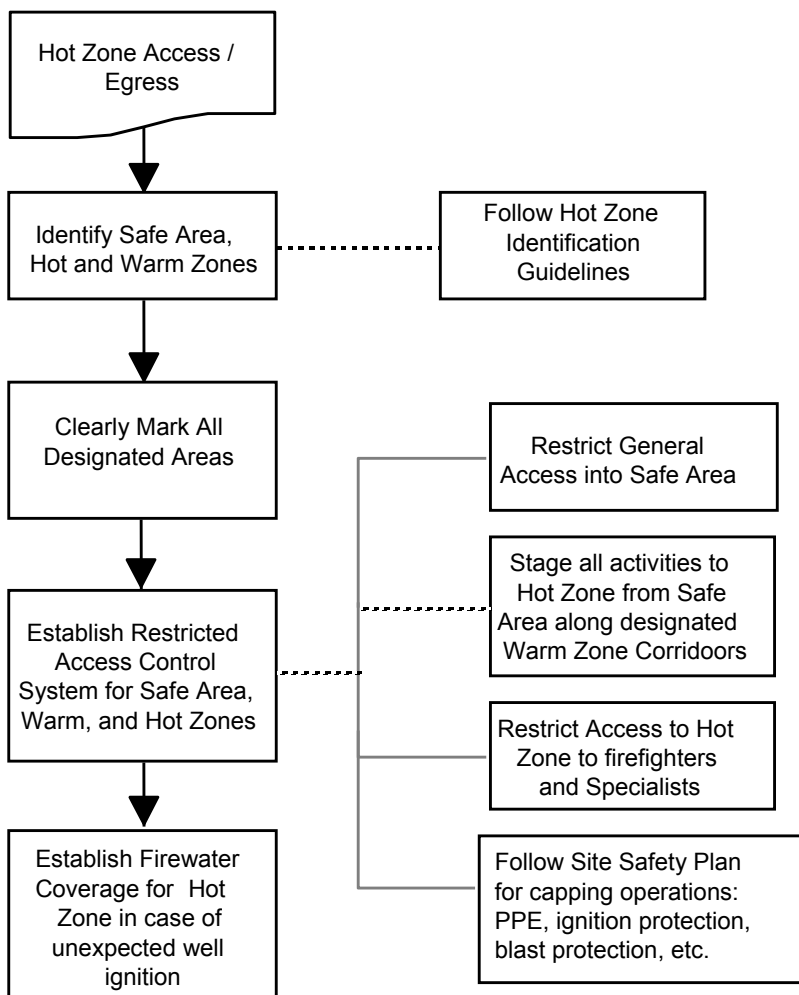 Hot Zone Access /
Egress
Identify Safe Area,
Hot and Warm Zones
Follow Hot Zone
Identification
Guidelines
Clearly Mark All
Designated Areas
Restrict General
Access into Safe Area
Stage all activities to
Hot Zone from Safe
Area along designated
Warm Zone Corridoors
Establish Restricted
Access Control
System for Safe Area,
Warm, and Hot Zones
Restrict Access to Hot
Zone to firefighters
and Specialists
Establish Firewater
Coverage for Hot
Zone in case of
unexpected well
ignition
Follow Site Safety Plan
for capping operations:
PPE, ignition protection,
blast protection, etc.